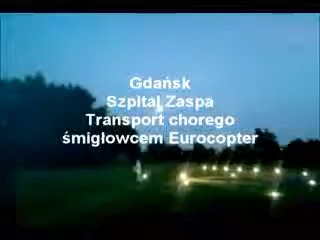 Gdańsk
Szpital Zaspa
Transport chorego
śmigłowcem Eurocopter